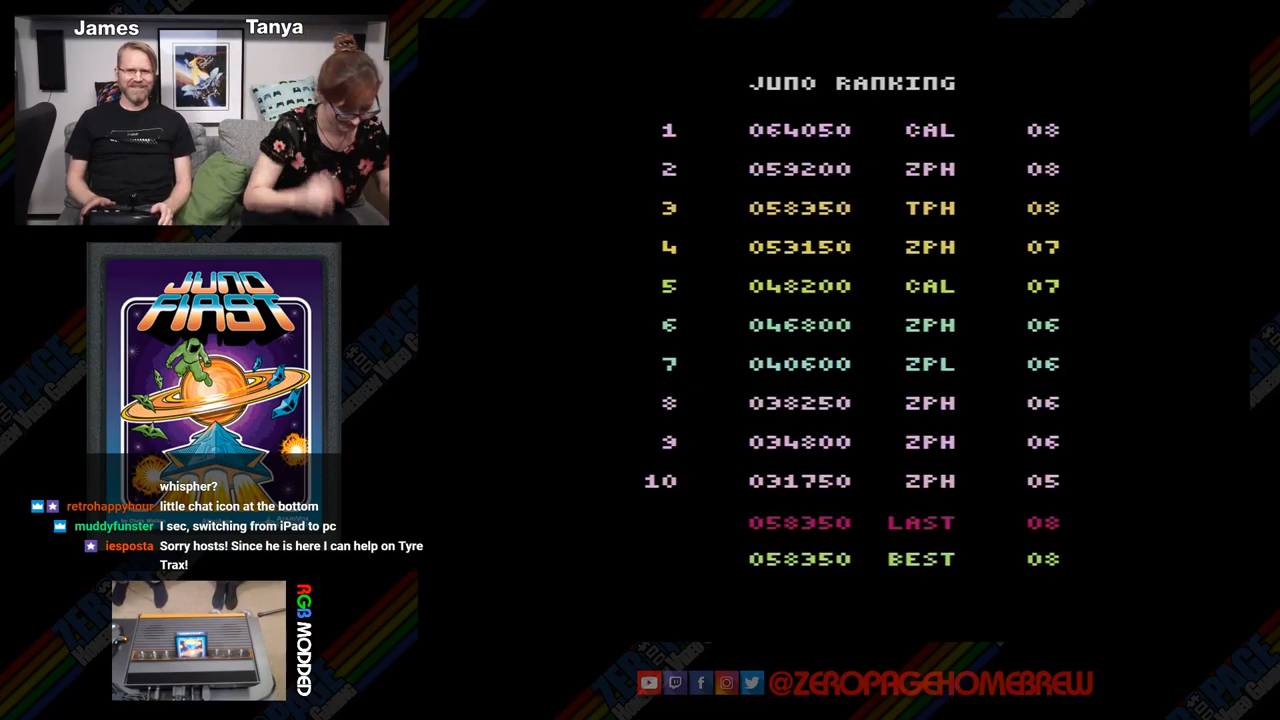 James
Tanya
JUNO RANKING
1 064050 CAL 08
2 059200 ZPH 08
3 058350 TPH 08
4 053150 ZPH 07
5 048200 CAL 07
6 046800 ZPH 06
7 040600 ZPL 06
8 038250 ZPH 06
9 034800 ZPH 06
10 031750 ZPH 05
058350 LAST 08
058350 BEST 08
JUNO
FIRST
whispher?
retrohappyhour little chat icon at the bottom
muddyfunster I sec, switching from iPad to pc
iesposta Sorry hosts! Since he is here I can help on Tyre
Trax!
RGB MODDED
@ZEROPAGEHOMEBREW